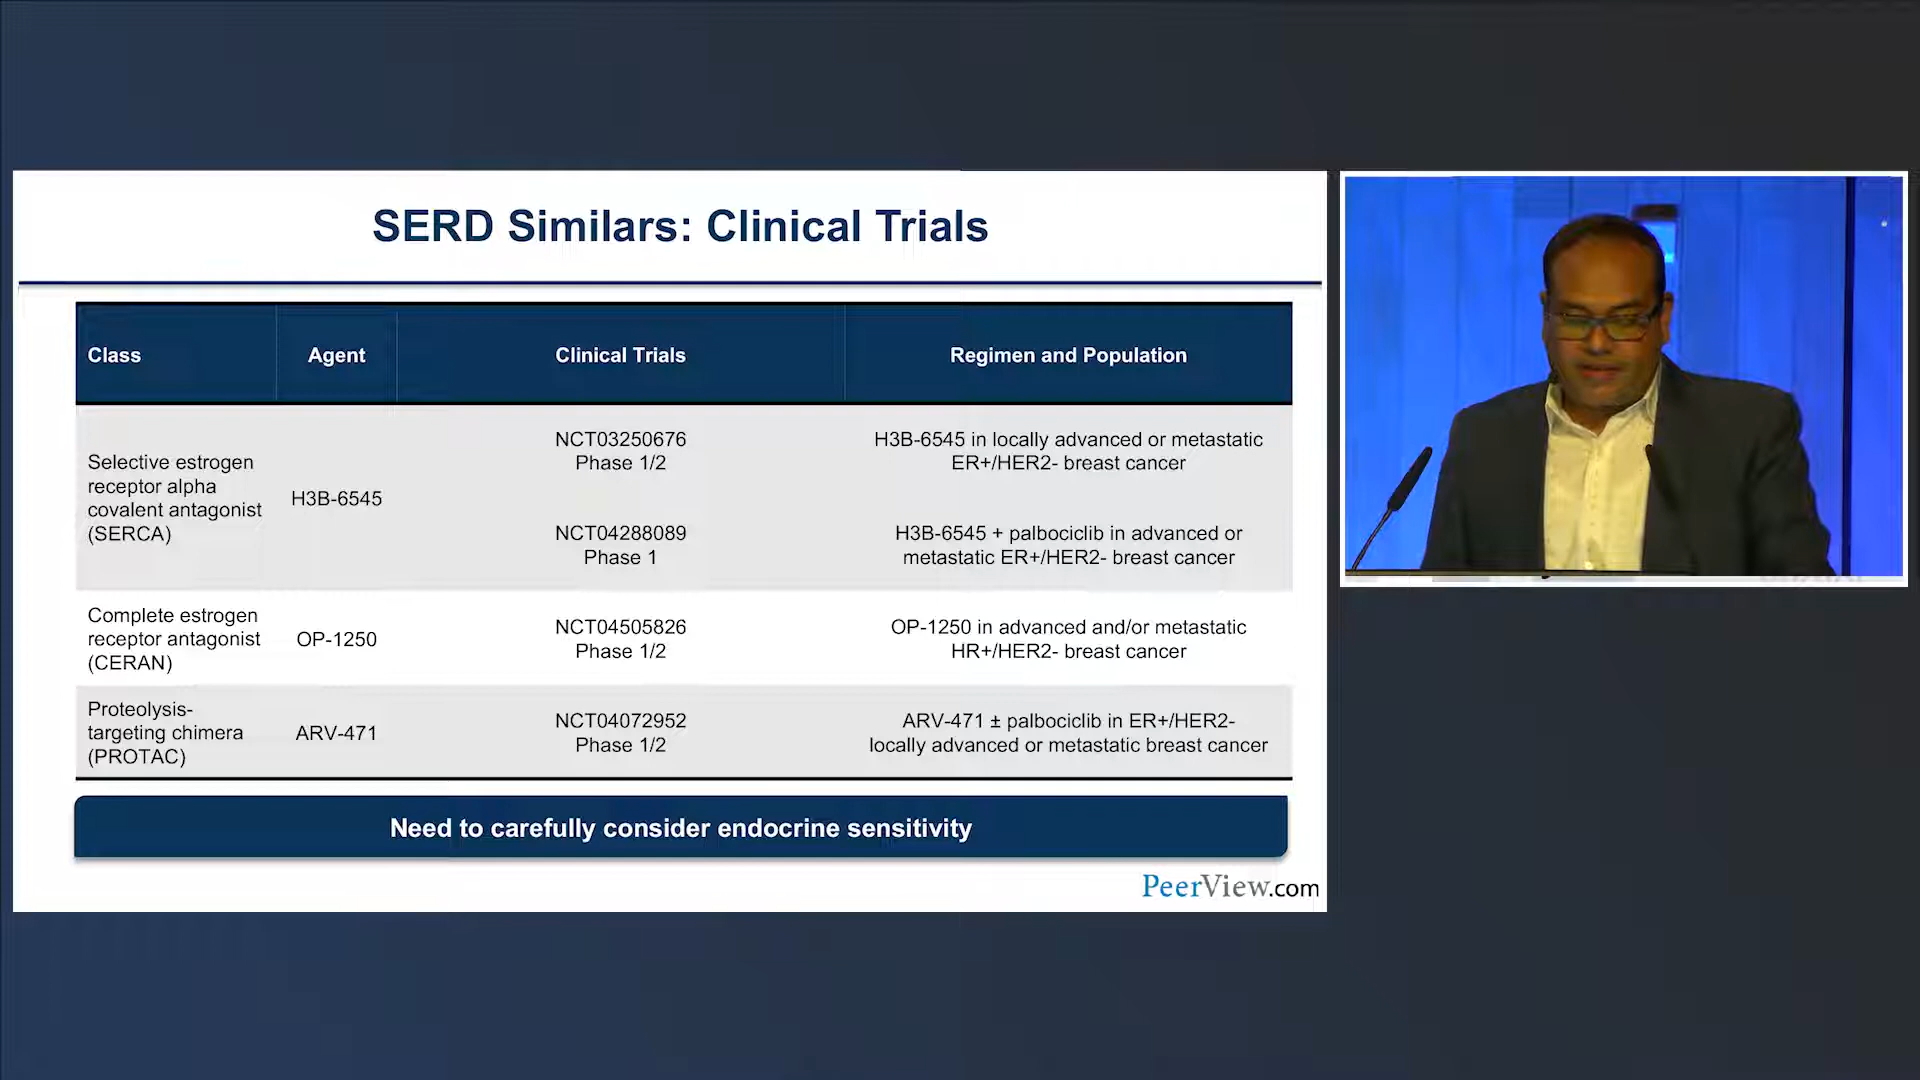 SERD Similars: Clinical Trials
Class
Agent
Clinical Trials
Regimen and Population
Selective estrogen
receptor alpha
covalent antagonist
(SERCA)
H3B-6545
NCT03250676
Phase 1/2
H3B-6545 in locally advanced or metastatic
ER+/HER2- breast cancer
NCT04288089
Phase 1
H3B-6545 + palbociclib in advanced or
metastatic ER+/HER2- breast cancer
Complete estrogen
receptor antagonist
(CERAN)
OP-1250
NCT04505826
Phase 1/2
OP-1250 in advanced and/or metastatic
HR+/HER2- breast cancer
Proteolysis-
targeting chimera
(PROTAC)
ARV-471
NCT04072952
Phase 1/2
ARV-471 ± palbociclib in ER+/HER2-
locally advanced or metastatic breast cancer
Need to carefully consider endocrine sensitivity
PeerView.com